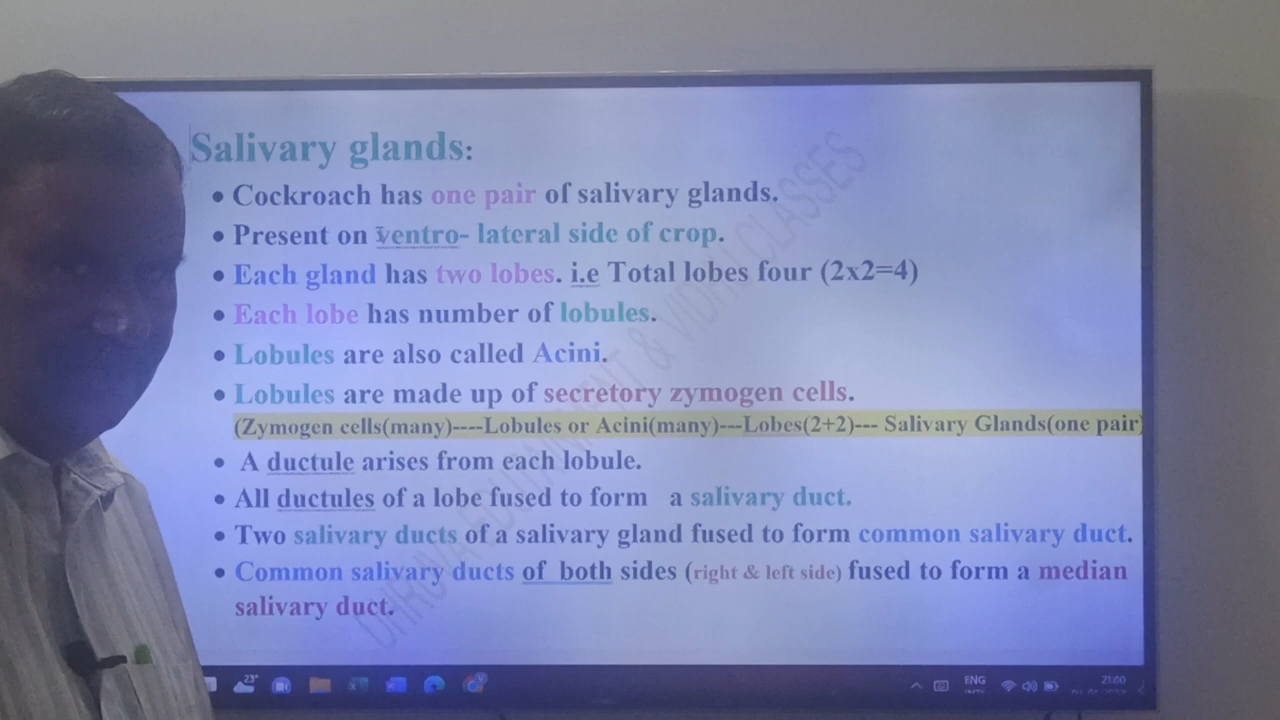 Salivary glands:
• Cockroach has one pair of salivary glands.
• Present on ventro- lateral side of crop.
• Each gland has two lobes. i.e Total lobes four (2x2=4)
• Each lobe has number of lobules.
• Lobules are also called Acini.
• Lobules are made up of secretory zymogen cells.
(Zymogen cells(many)----Lobules or Acini(many)---Lobes(2+2)--- Salivary Glands(one pair)
• A ductule arises from each lobule.
• All ductules of a lobe fused to form a salivary duct.
• Two salivary ducts of a salivary gland fused to form common salivary duct.
• Common salivary ducts of both sides (right & left side) fused to form a median
salivary duct.
23°
ENG
21:00